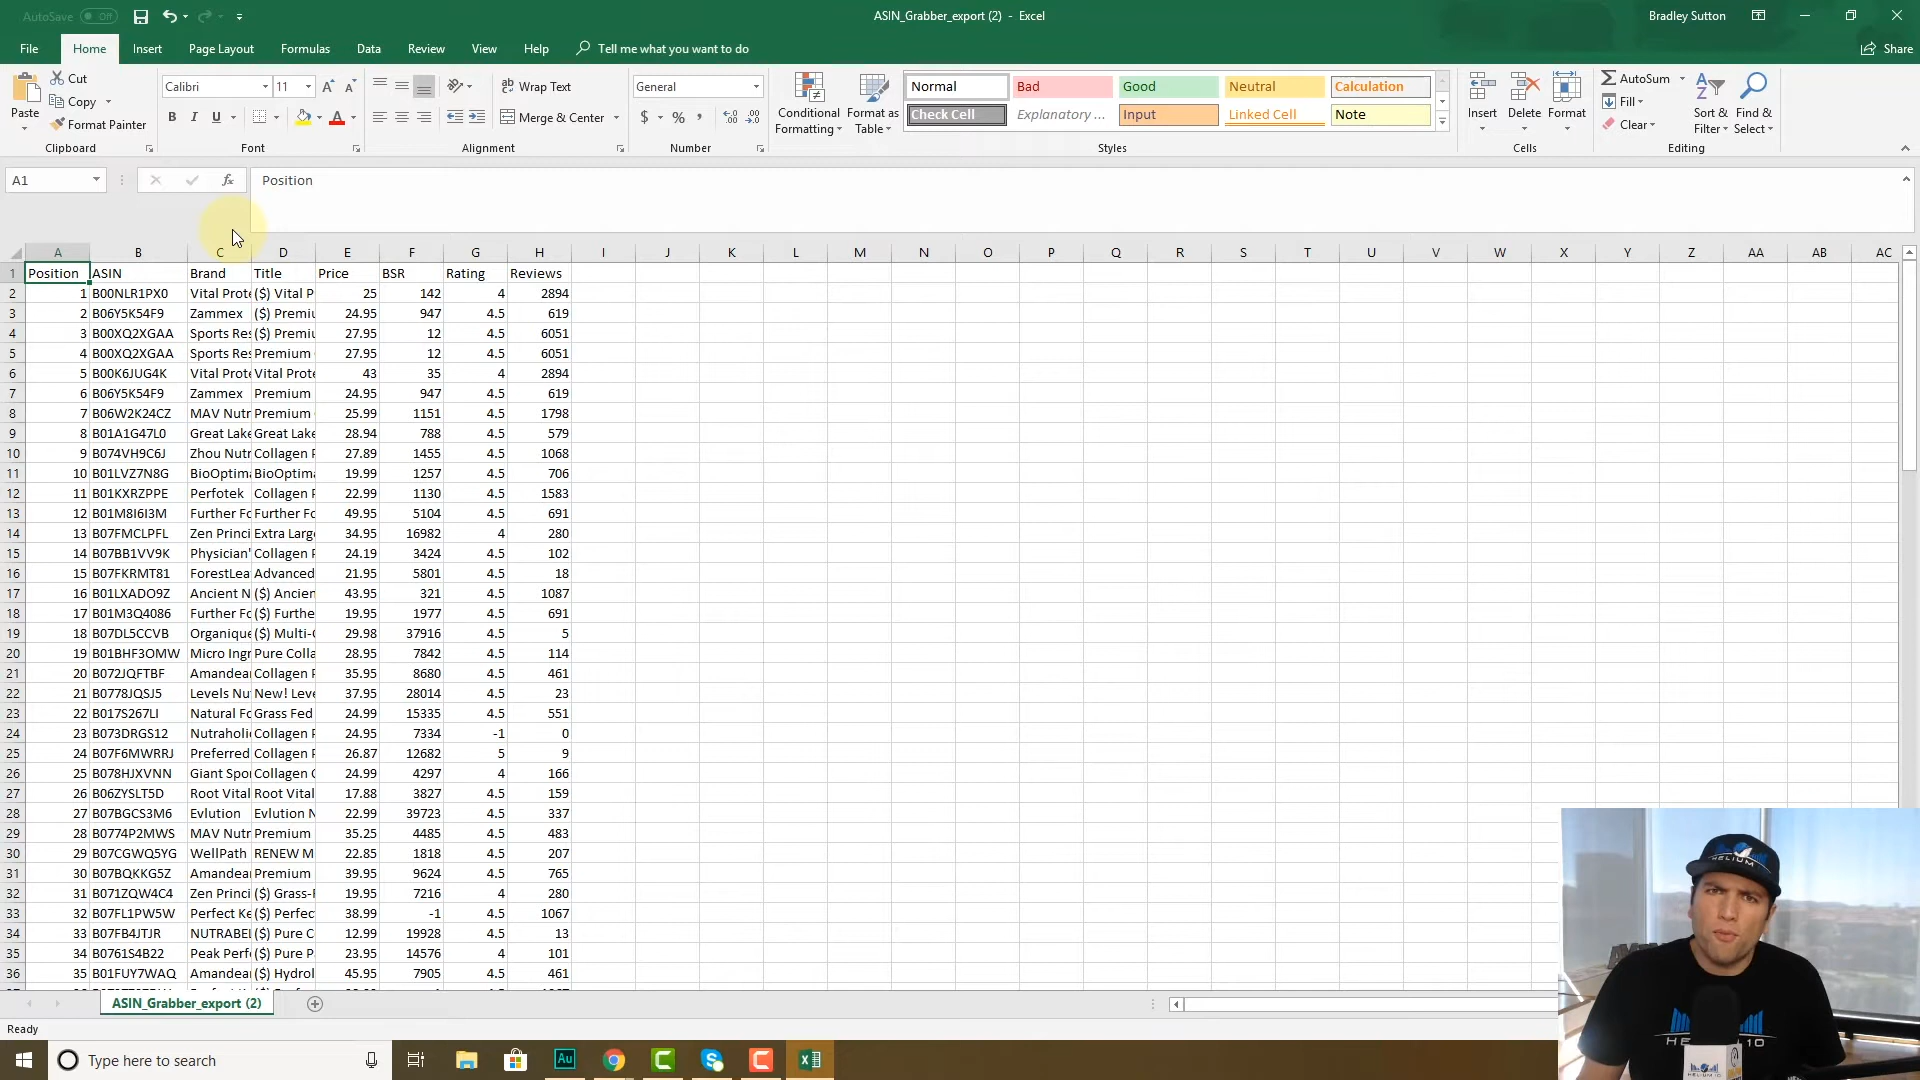 AutoSave Off ASIN_Grabber_export (2) - Excel Bradley Sutton
File Home Insert Page Layout Formulas Data Review View Help Tell me what you want to do Share
Cut
Copy
Format Painter
Paste
Clipboard
Calibri 11
B I U
Font
Wrap Text
Merge & Center
Alignment
General
$ %
Number
Conditional Formatting
Format as Table
Normal Bad Good Neutral Calculation
Check Cell Explanatory ... Input Linked Cell Note
Styles
Insert Delete Format
Cells
AutoSum
Fill
Clear
Sort & Filter
Find & Select
Editing
A1 fx Position
A B C D E F G H I J K L M N O P Q R S T U V W X Y Z AA AB AC
1 Position ASIN Brand Title Price BSR Rating Reviews
2 1 B00NLR1PX0 Vital Prote ($) Vital P 25 142 4 2894
3 2 B06Y5K54F9 Zammex ($) Premiu 24.95 947 4.5 619
4 3 B00XQ2XGAA Sports Res ($) Premiu 27.95 12 4.5 6051
5 4 B00XQ2XGAA Sports Res Premium 27.95 12 4.5 6051
6 5 B00K6JUG4K Vital Prote Vital Prote 43 35 4 2894
7 6 B06Y5K54F9 Zammex Premium 24.95 947 4.5 619
8 7 B06W2K24CZ MAV Nutr Premium 25.99 1151 4.5 1798
9 8 B01A1G47L0 Great Lake Great Lake 28.94 788 4.5 579
10 9 B074VH9C6J Zhou Nutr Collagen P 27.89 1455 4.5 1068
11 10 B01LVZ7N8G BioOptima BioOptima 19.99 1257 4.5 706
12 11 B01KXRZPPE Perfotek Collagen P 22.99 1130 4.5 1583
13 12 B01M8I6I3M Further Fo Further Fo 49.95 5104 4.5 691
14 13 B07FMCLPFL Zen Princi Extra Large 34.95 16982 4 280
15 14 B07BB1VV9K Physician' Collagen P 24.19 3424 4.5 102
16 15 B07FKRMT81 ForestLea Advanced 21.95 5801 4.5 18
17 16 B01LXADO9Z Ancient N ($) Ancien 43.95 321 4.5 1087
18 17 B01M3Q4086 Further Fo ($) Furthe 19.95 1977 4.5 691
19 18 B07DL5CCVB Organique ($) Multi-C 29.98 37916 4.5 5
20 19 B01BHF3OMW Micro Ingr Pure Colla 28.95 7842 4.5 114
21 20 B072JQFTBF Amandear Collagen P 35.95 8680 4.5 461
22 21 B0778JQSJ5 Levels Nu New! Leve 37.95 28014 4.5 23
23 22 B017S267LI Natural Fo Grass Fed 24.99 15335 4.5 551
24 23 B073DRGS12 Nutraholi Collagen P 24.95 7334 -1 0
25 24 B07F6MWRRJ Preferred Collagen P 26.87 12682 5 9
26 25 B078HJXVNN Giant Spor Collagen C 24.99 4297 4 166
27 26 B06ZYSLT5D Root Vital Root Vital 17.88 3827 4.5 159
28 27 B07BGCS3M6 Evlution Evlution N 22.99 39723 4.5 337
29 28 B0774P2MWS MAV Nutr Premium 35.25 4485 4.5 483
30 29 B07CGWQ5YG WellPath RENEW M 22.85 1818 4.5 207
31 30 B07BQKKG5Z Amandear Premium 39.95 9624 4.5 765
32 31 B071ZQW4C4 Zen Princi ($) Grass-F 19.95 7216 4 280
33 32 B07FL1PW5W Perfect Ke ($) Perfec 38.99 -1 4.5 1067
34 33 B07FB4JTJR NUTRABEL ($) Pure C 12.99 19928 4.5 13
35 34 B0761S4B22 Peak Perf ($) Pure P 23.95 14576 4 101
36 35 B01FUY7WAQ Amandear ($) Hydrol 45.95 7905 4.5 461
HELIUM
ASIN_Grabber_export (2)
Ready
Type here to search
Au